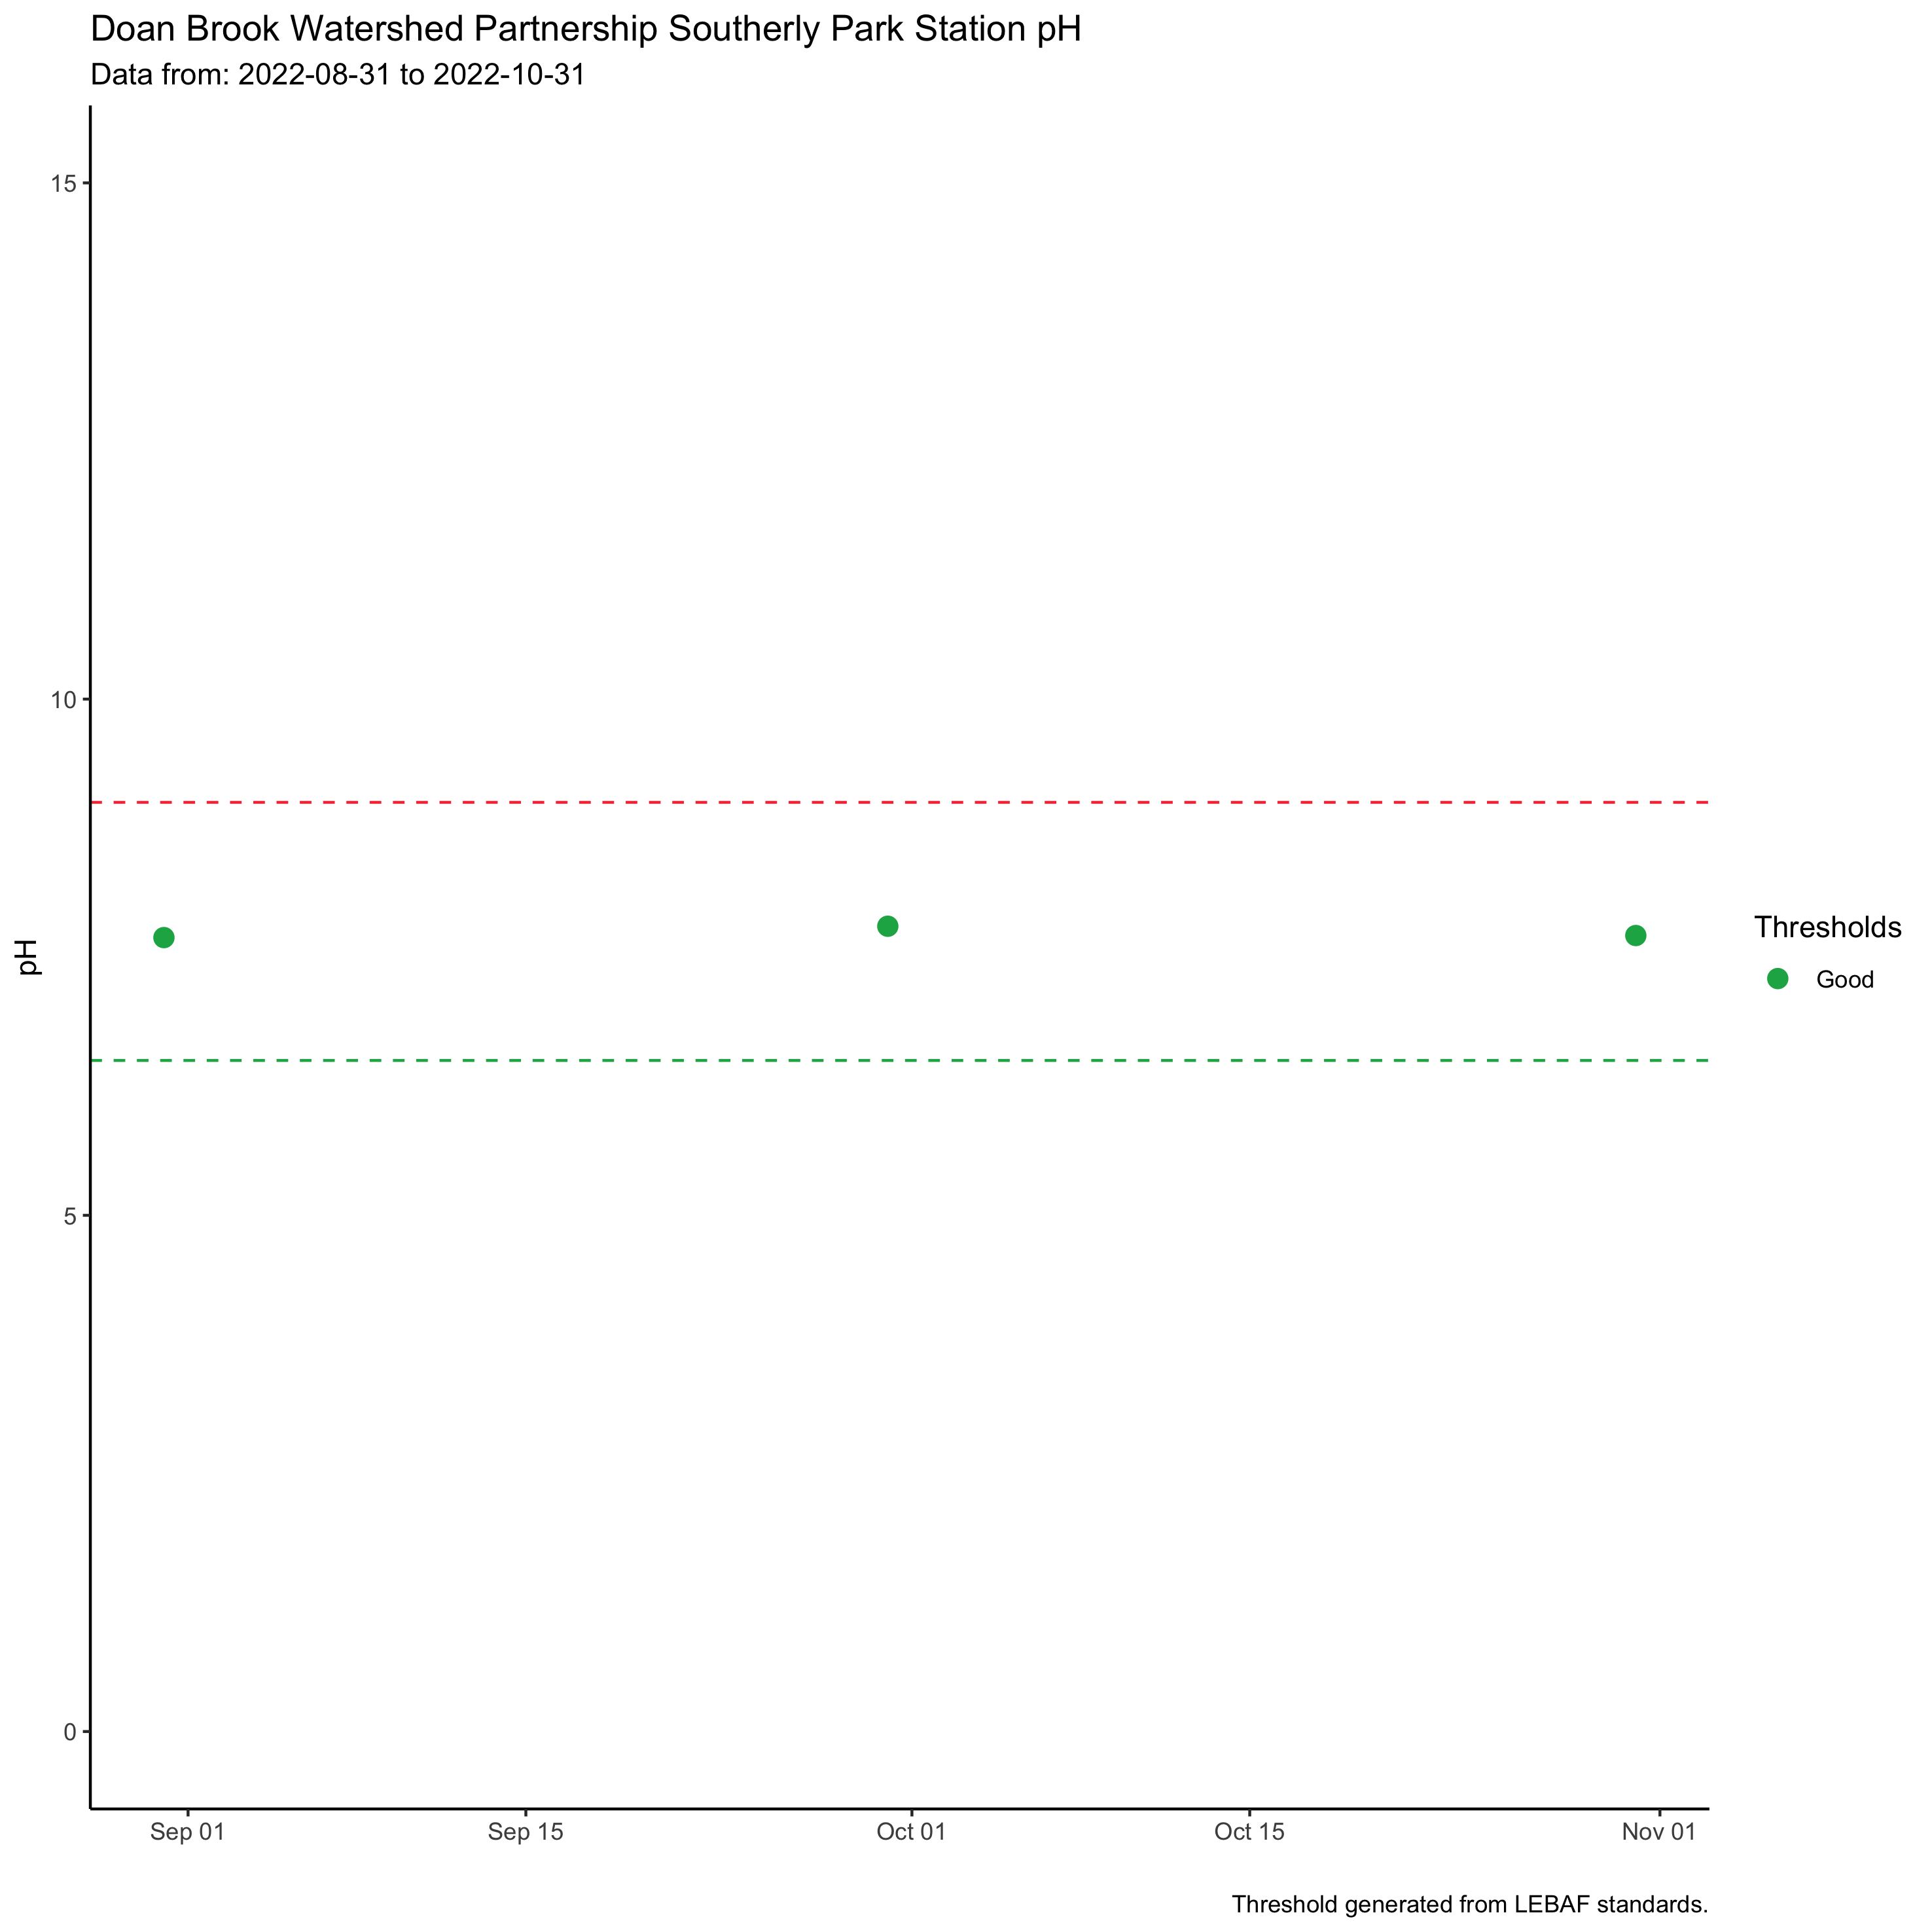 Doan Brook Watershed Partnership Southerly Park Station pH
Data from: 2022-08-31 to 2022-10-31
15
10
5
0
pH
Thresholds
Good
Sep 01
Sep 15
Oct 01
Oct 15
Nov 01
Threshold generated from LEBAF standards.